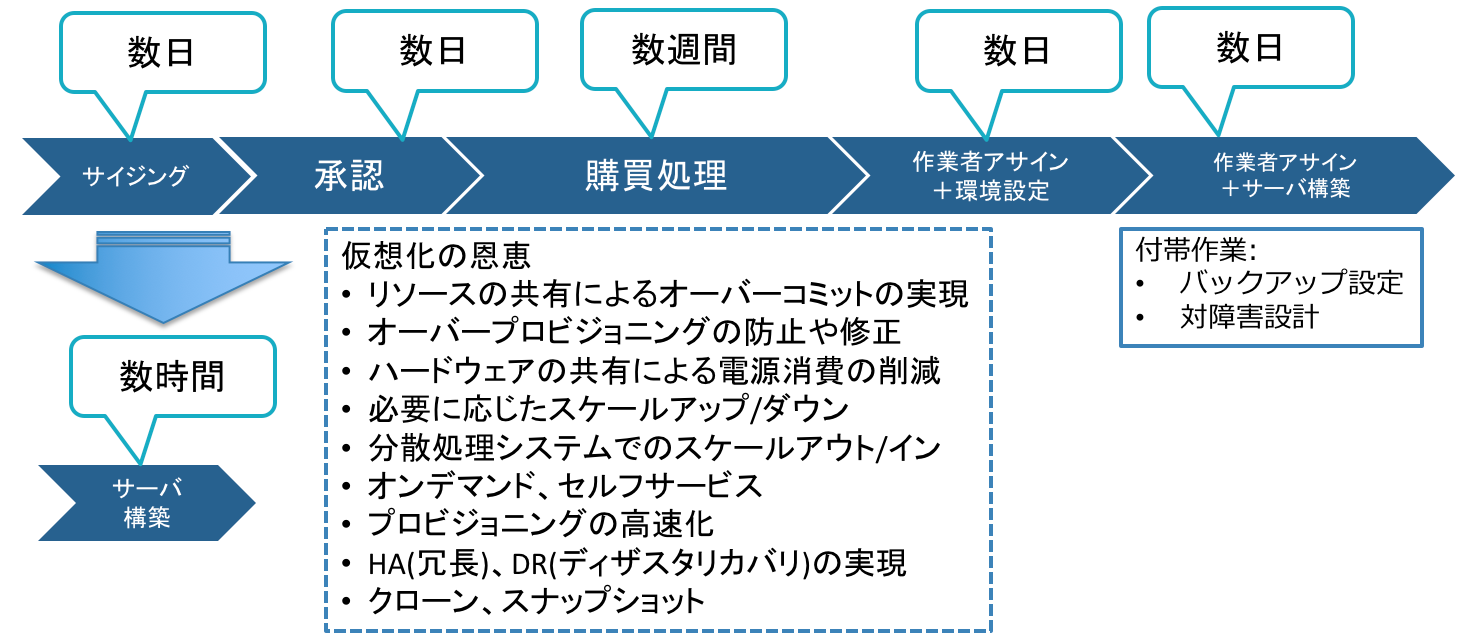 数日
数日
数週間
数日
数日
サイジング
承認
購買処理
作業者アサイン
＋環境設定
作業者アサイン
＋サーバ構築
仮想化の恩恵
• リソースの共有によるオーバーコミットの実現
• オーバープロビジョニングの防止や修正
• ハードウェアの共有による電源消費の削減
• 必要に応じたスケールアップ/ダウン
• 分散処理システムでのスケールアウト/イン
• オンデマンド、セルフサービス
• プロビジョニングの高速化
• HA(冗長)、DR(ディザスタリカバリ)の実現
• クローン、スナップショット
付帯作業:
• バックアップ設定
• 対障害設計
数時間
サーバ
構築